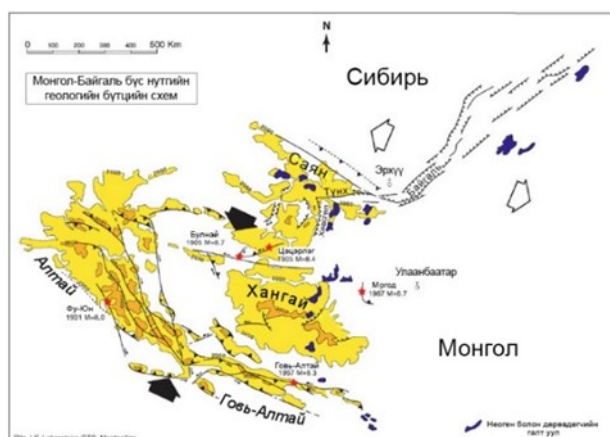 0 100 200 300 400 500 Km
N
Монгол-Байгаль бүс нутгийн
геологийн бүтцийн схем
Сибирь
Саян
Эрхүү
Түнх
Байгаль
Булнай
1905 M=8.7
Цэцэрлэг
1905 M=8.4
Алтай
Хангай
Улаанбаатар
Могод
1967 M=6.7
Фу-Юн
1931 M=8.0
Говь-Алтай
1957 M=8.3
Монгол
Говь-Алтай
Неоген болон дөрөвдөгчийн
галт уул